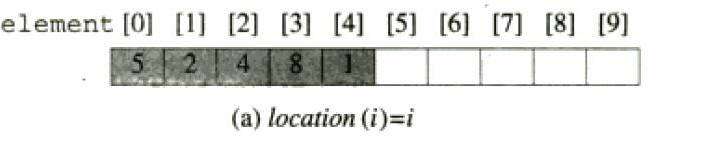 element [0] [1] [2] [3] [4] [5] [6] [7] [8] [9]
5 2 4 8 1
(a) location (i)=i